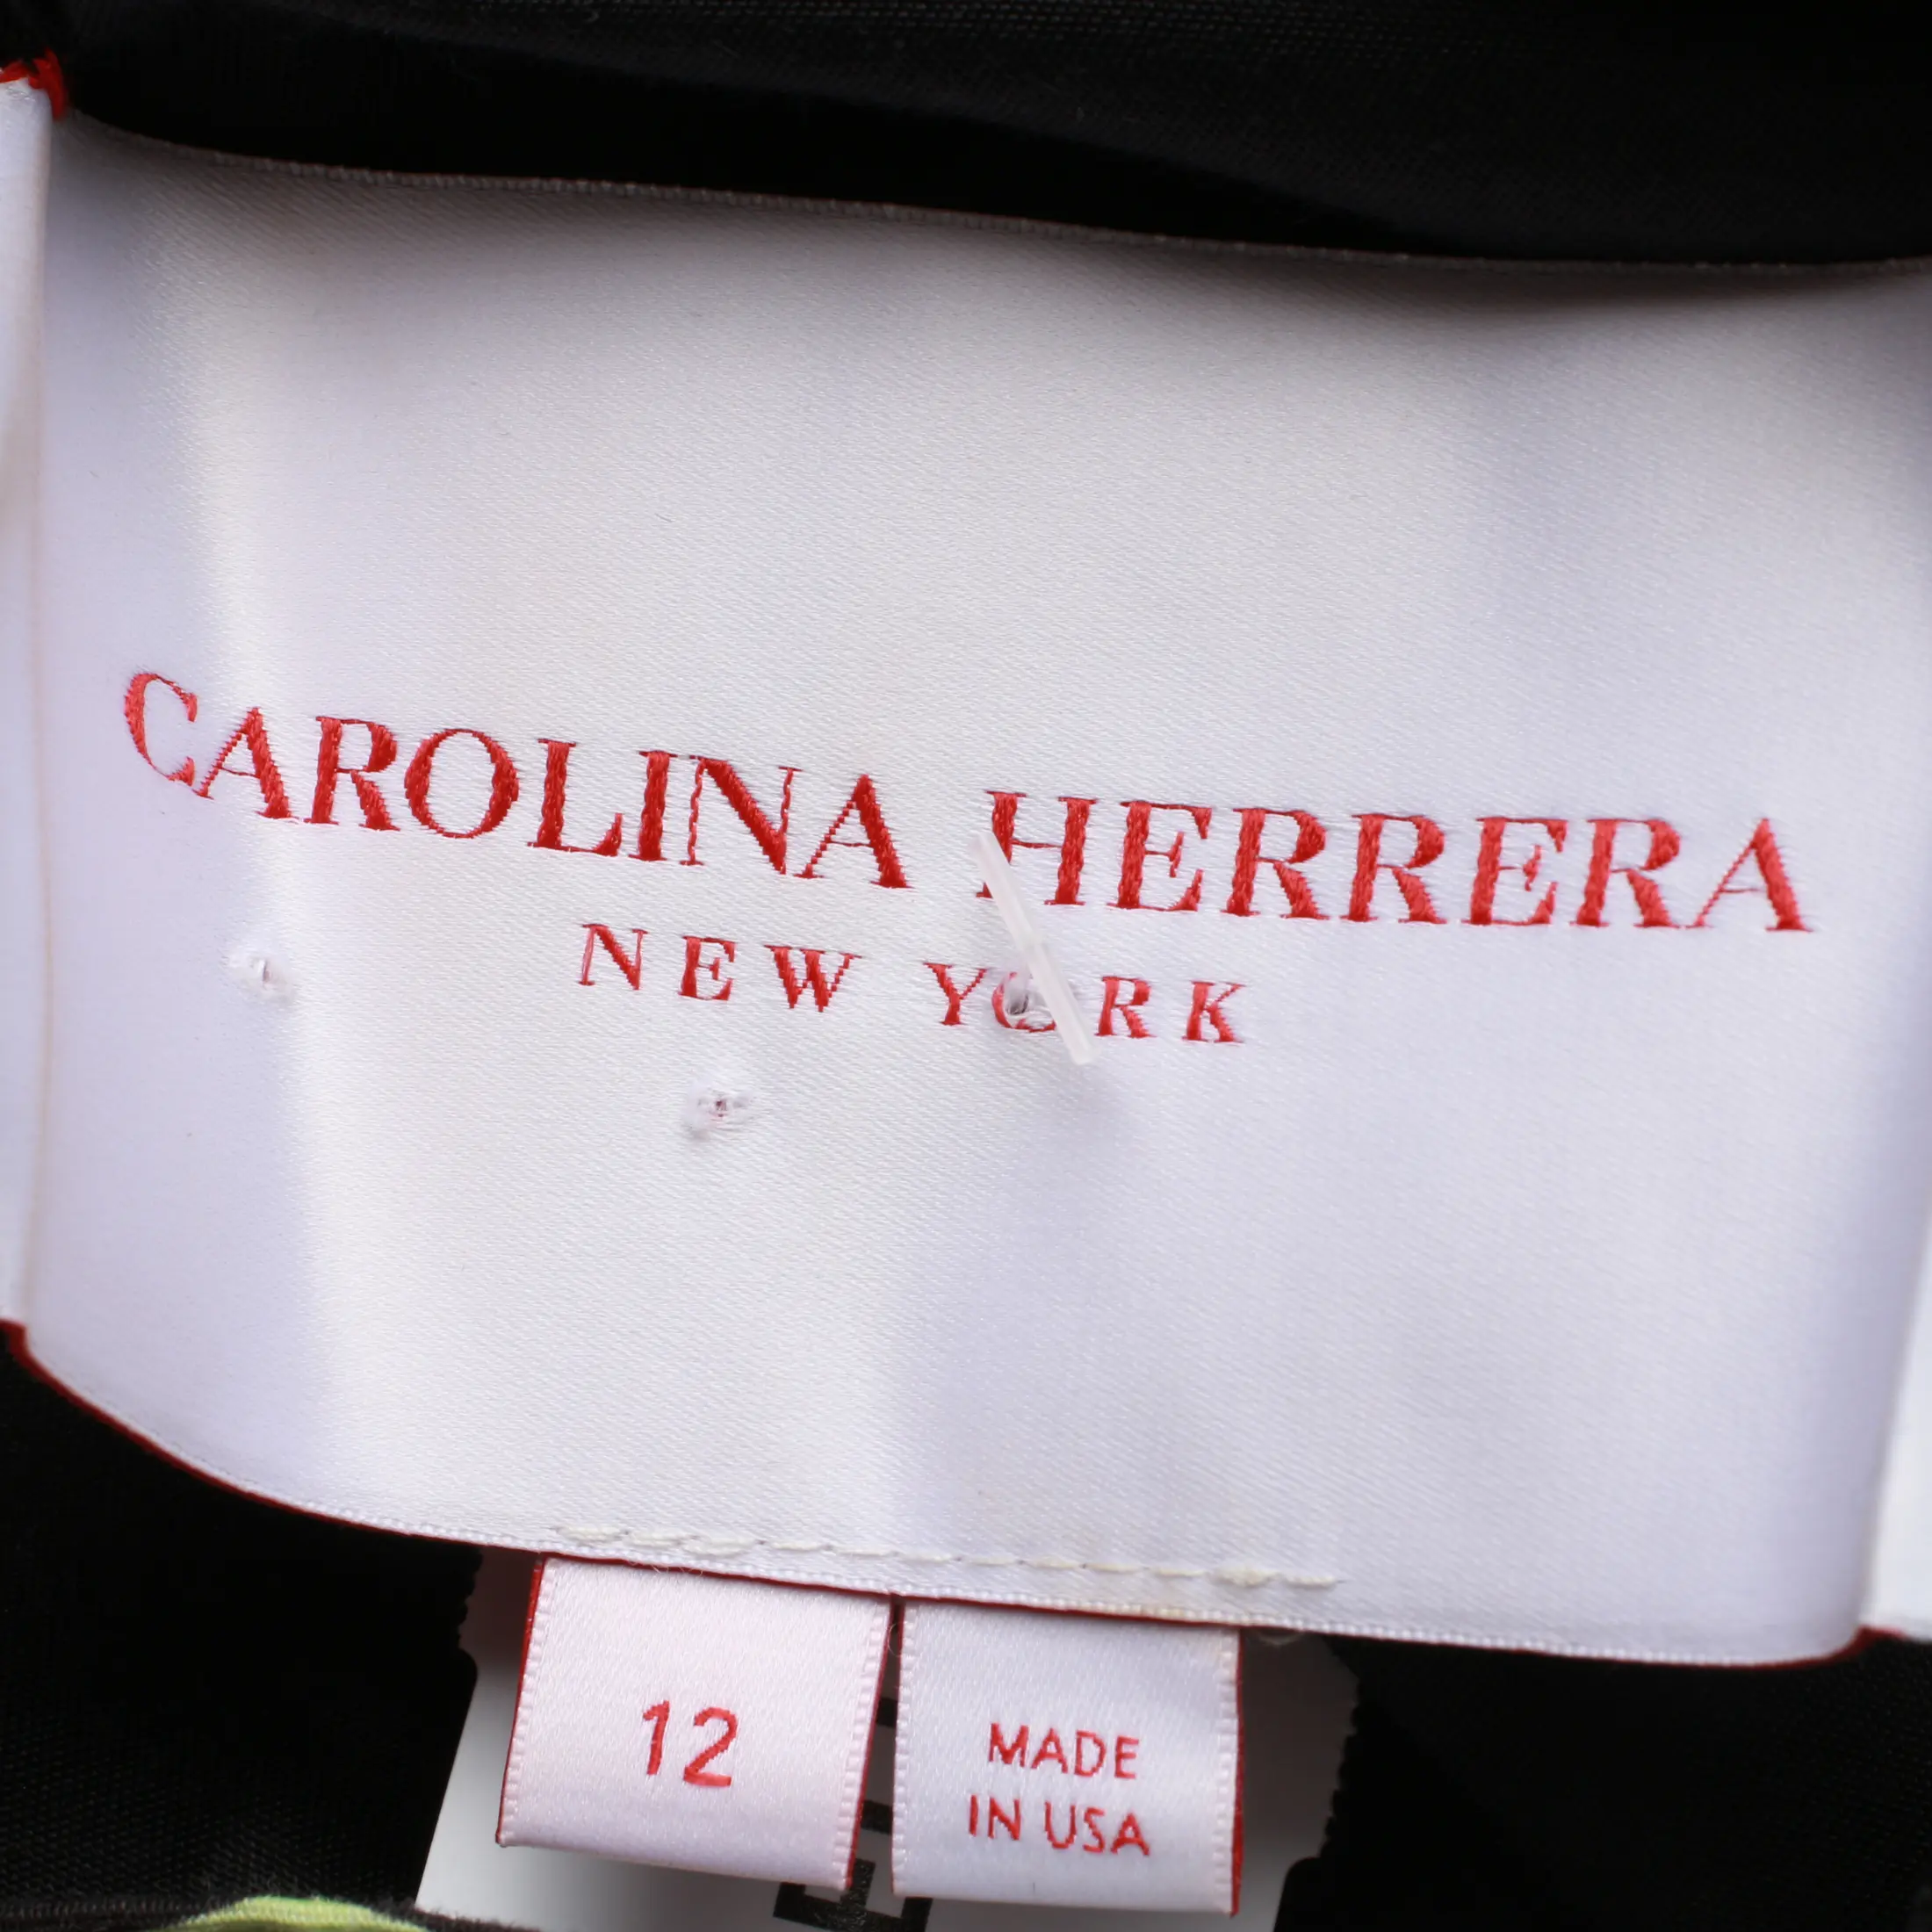 CAROLINA HERRERA
NEW YORK
12
MADE
IN USA